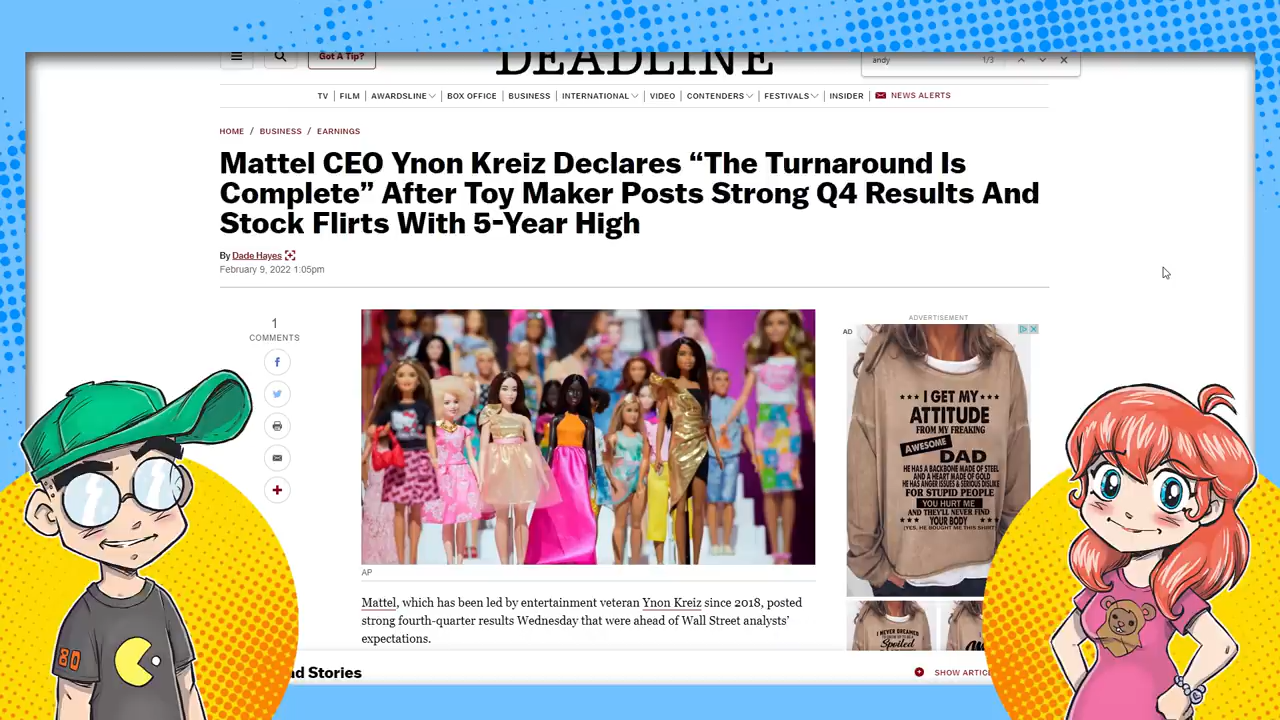 Got A Tip?
DEADLINE
andy
1/3
TV FILM AWARDSLINE BOX OFFICE BUSINESS INTERNATIONAL VIDEO CONTENDERS FESTIVALS INSIDER NEWS ALERTS
HOME / BUSINESS / EARNINGS
Mattel CEO Ynon Kreiz Declares “The Turnaround Is
Complete” After Toy Maker Posts Strong Q4 Results And
Stock Flirts With 5-Year High
By Dade Hayes
February 9, 2022 1:05pm
1
COMMENTS
AP
Mattel, which has been led by entertainment veteran Ynon Kreiz since 2018, posted
strong fourth-quarter results Wednesday that were ahead of Wall Street analysts’
expectations.
ADVERTISEMENT
AD
I GET MY
ATTITUDE
FROM MY FREAKING
AWESOME
DAD
HE HAS A BACKBONE MADE OF STEEL
AND A HEART MADE OF GOLD
HE HAS ANGER ISSUES & SERIOUS DISLIKE
FOR STUPID PEOPLE
YOU HURT ME
AND THEY'LL NEVER FIND
YOUR BODY
(YES, HE BOUGHT ME THIS SHIRT)
I NEVER DREAMED
Spoiled
Stories
SHOW
80